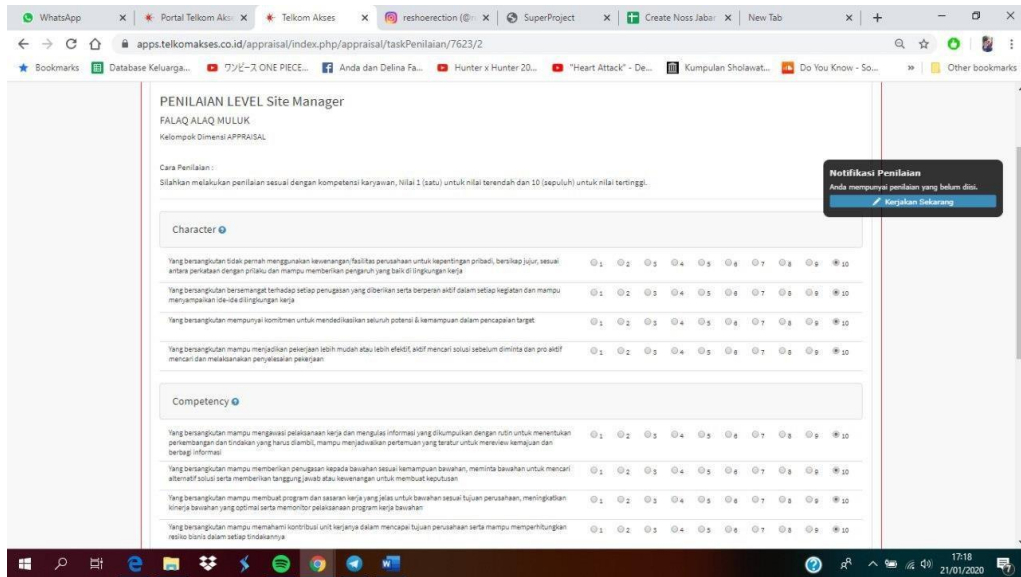 WhatsApp
Portal Telkom Aks
Telkom Akses
reshoerection (@
SuperProject
Create Noss Jabar
New Tab
apps.telkomakses.co.id/appraisal/index.php/appraisal/taskPenilaian/7623/2
Bookmarks
Database Keluarga...
ワンピース ONE PIECE...
Anda dan Delina Fa...
Hunter x Hunter 20...
"Heart Attack" - De...
Kumpulan Sholawat...
Do You Know - So...
Other bookmarks
PENILAIAN LEVEL Site Manager
FALAQ ALAQ MULUK
Kelompok Dimensi APPRAISAL
Cara Penilaian :
Silahkan melakukan penilaian sesuai dengan kompetensi karyawan, Nilai 1 (satu) untuk nilai terendah dan 10 (sepuluh) untuk nilai tertinggi.
Notifikasi Penilaian
Anda mempunyai penilaian yang belum diisi.
Kerjakan Sekarang
Character
Yang bersangkutan tidak pernah menggunakan kewenangan/fasilitas perusahaan untuk kepentingan pribadi, bersikap jujur, sesuai
antara perkataan dengan prilaku dan mampu memberikan pengaruh yang baik di lingkungan kerja
1 2 3 4 5 6 7 8 9 10
Yang bersangkutan bersemangat terhadap setiap penugasan yang diberikan serta berperan aktif dalam setiap kegiatan dan mampu
menyampaikan ide-ide dilingkungan kerja
1 2 3 4 5 6 7 8 9 10
Yang bersangkutan mempunyai komitmen untuk mendedikasikan seluruh potensi & kemampuan dalam pencapaian target
1 2 3 4 5 6 7 8 9 10
Yang bersangkutan mampu menjadikan pekerjaan lebih mudah atau lebih efektif, aktif mencari solusi sebelum diminta dan pro aktif
mencari dan melaksanakan penyelesaian pekerjaan
1 2 3 4 5 6 7 8 9 10
Competency
Yang bersangkutan mampu mengawasi pelaksanaan kerja dan mengulas informasi yang dikumpulkan dengan rutin untuk menentukan
perkembangan dan tindakan yang harus diambil, mampu menjadwalkan pertemuan yang teratur untuk mereview kemajuan dan
berbagi informasi
1 2 3 4 5 6 7 8 9 10
Yang bersangkutan mampu memberikan penugasan kepada bawahan sesuai kemampuan bawahan, meminta bawahan untuk mencari
alternatif solusi serta memberikan tanggung jawab atau kewenangan untuk membuat keputusan
1 2 3 4 5 6 7 8 9 10
Yang bersangkutan mampu membuat program dan sasaran kerja yang jelas untuk bawahan sesuai tujuan perusahaan, meningkatkan
kinerja bawahan yang optimal serta memonitor pelaksanaan program kerja bawahan
1 2 3 4 5 6 7 8 9 10
Yang bersangkutan mampu memahami kontribusi unit kerjanya dalam mencapai tujuan perusahaan serta mampu memperhitungkan
resiko bisnis dalam setiap tindakannya
1 2 3 4 5 6 7 8 9 10
17:18
21/01/2020